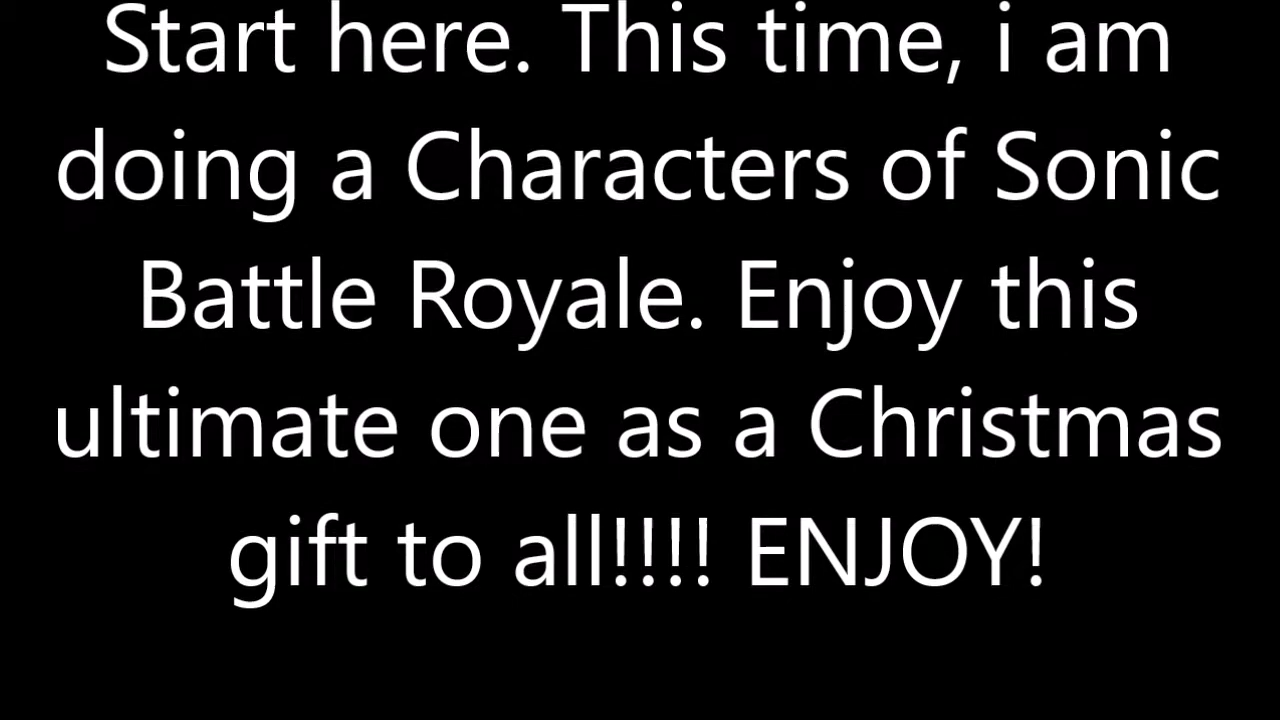 Start here. This time, i am
doing a Characters of Sonic
Battle Royale. Enjoy this
ultimate one as a Christmas
gift to all!!!! ENJOY!